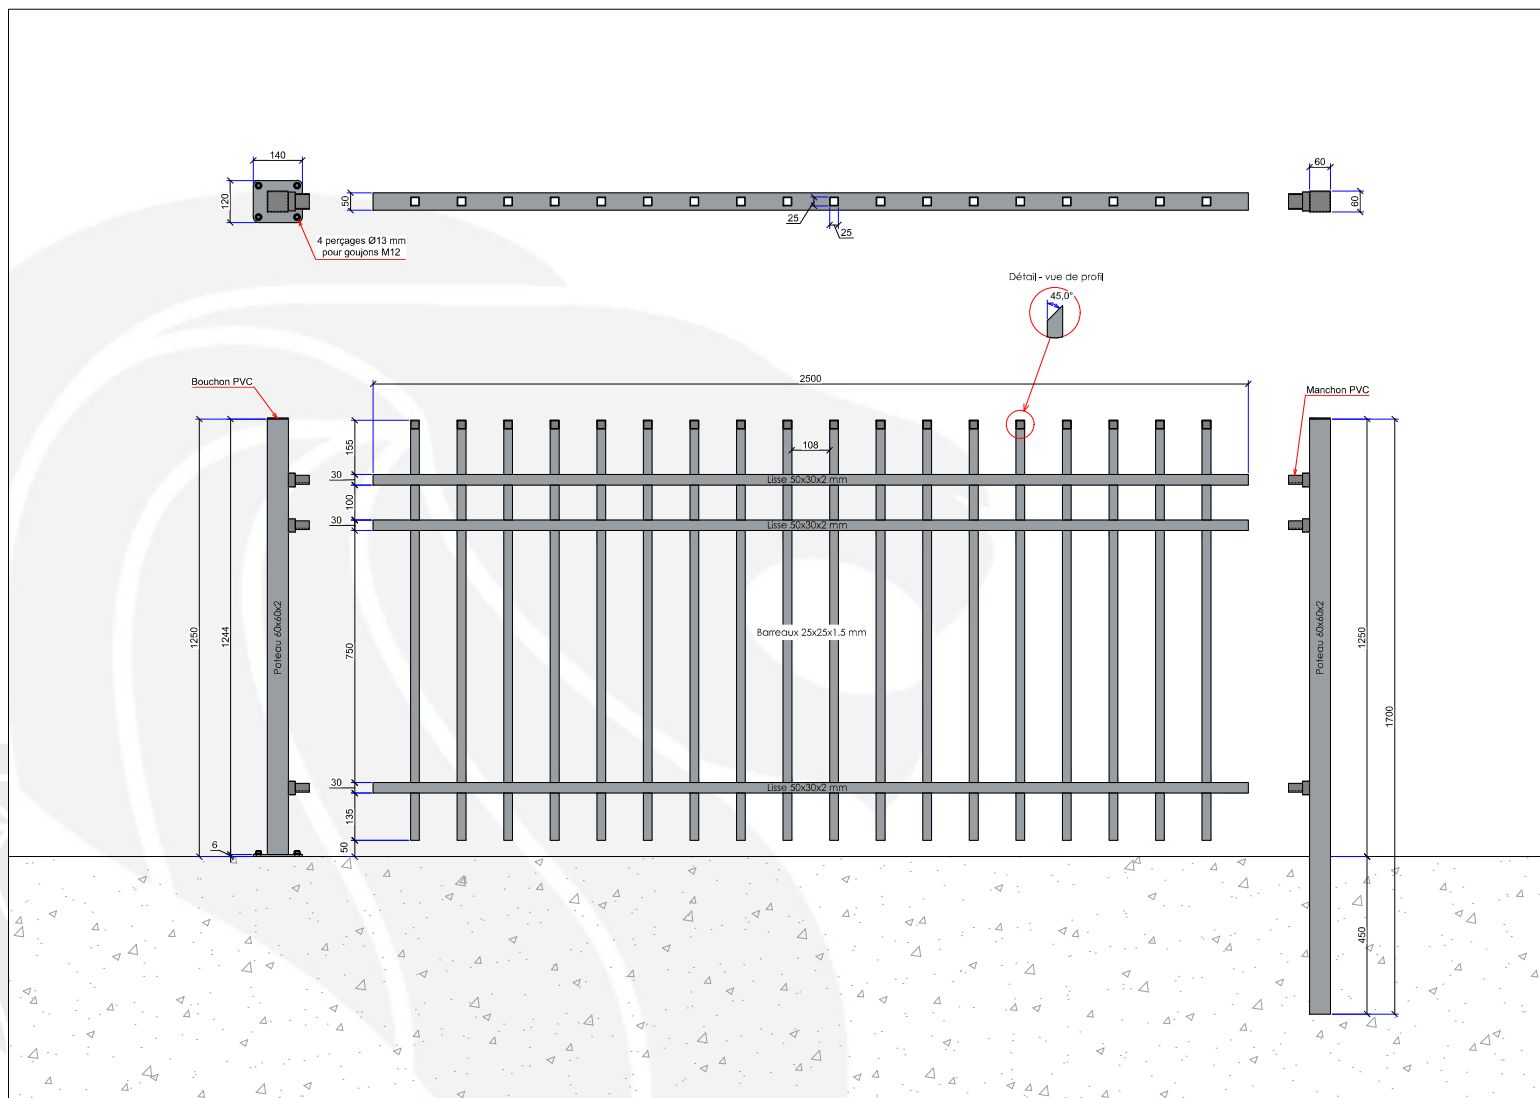 140
120
4 perçages Ø13 mm
pour goujons M12
50
25
25
60
60
Détail - vue de profil
45,0°
Bouchon PVC
2500
Manchon PVC
155
108
30
Lisse 50x30x2 mm
100
30
Lisse 50x30x2 mm
1250
1244
Poteau 60x60x2
750
Barreaux 25x25x1.5 mm
Poteau 60x60x2
1250
1700
30
Lisse 50x30x2 mm
135
6
50
450